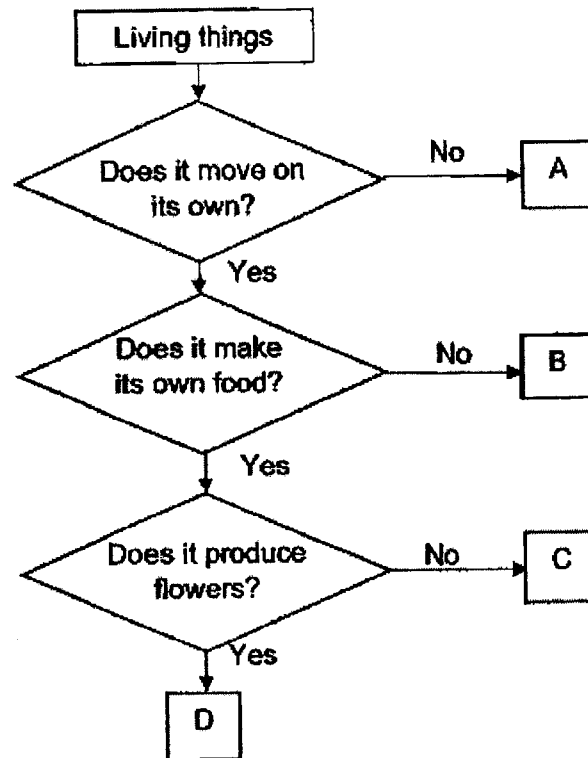 Living things
Does it move on
its own?
No
A
Yes
Does it make
its own food?
No
B
Yes
Does it produce
flowers?
No
C
Yes
D